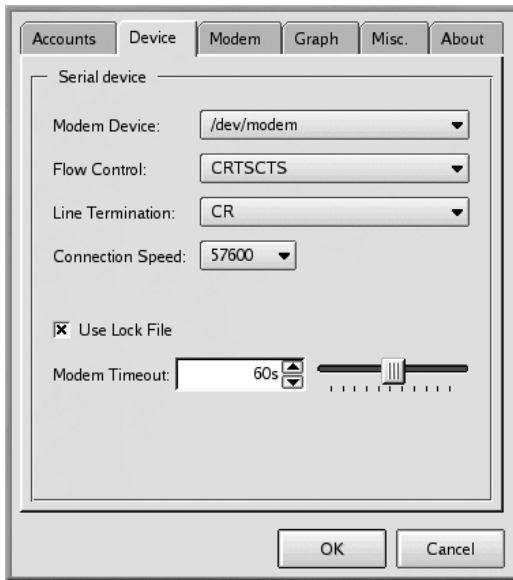 Accounts Device Modem Graph Misc. About
Serial device
Modem Device: /dev/modem
Flow Control: CRTSCTS
Line Termination: CR
Connection Speed: 57600
Use Lock File
Modem Timeout: 60s
OK Cancel